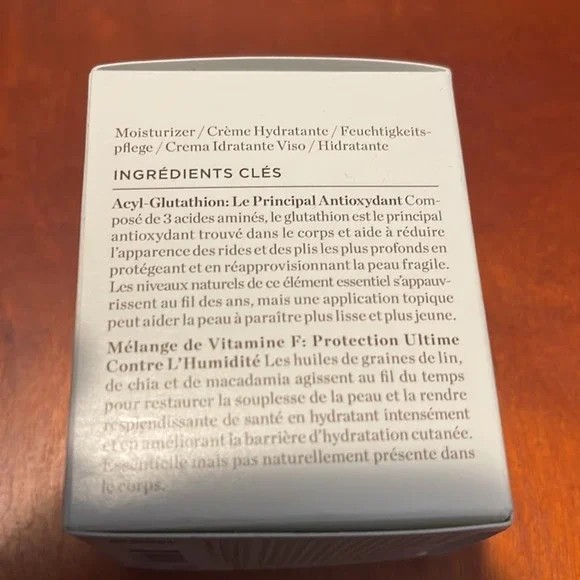 Moisturizer / Crème Hydratante / Feuchtigkeits-
pflege / Crema Idratante Viso / Hidratante
INGRÉDIENTS CLÉS
Acyl-Glutathion: Le Principal Antioxydant Com-
posé de 3 acides aminés, le glutathion est le principal
antioxydant trouvé dans le corps et aide à réduire
l'apparence des rides et des plis les plus profonds en
protégeant et en réapprovisionnant la peau fragile.
Les niveaux naturels de ce élément essentiel s'appauv-
rissent au fil des ans, mais une application topique
peut aider la peau à paraître plus lisse et plus jeune.
Mélange de Vitamine F: Protection Ultime
Contre L'Humidité Les huiles de graines de lin,
de chia et de macadamia agissent au fil du temps
pour restaurer la souplesse de la peau et la rendre
resplendissante de santé en hydratant intensément
et en améliorant la barrière d'hydratation cutanée.
Essentielle mais pas naturellement présente dans
le corps.